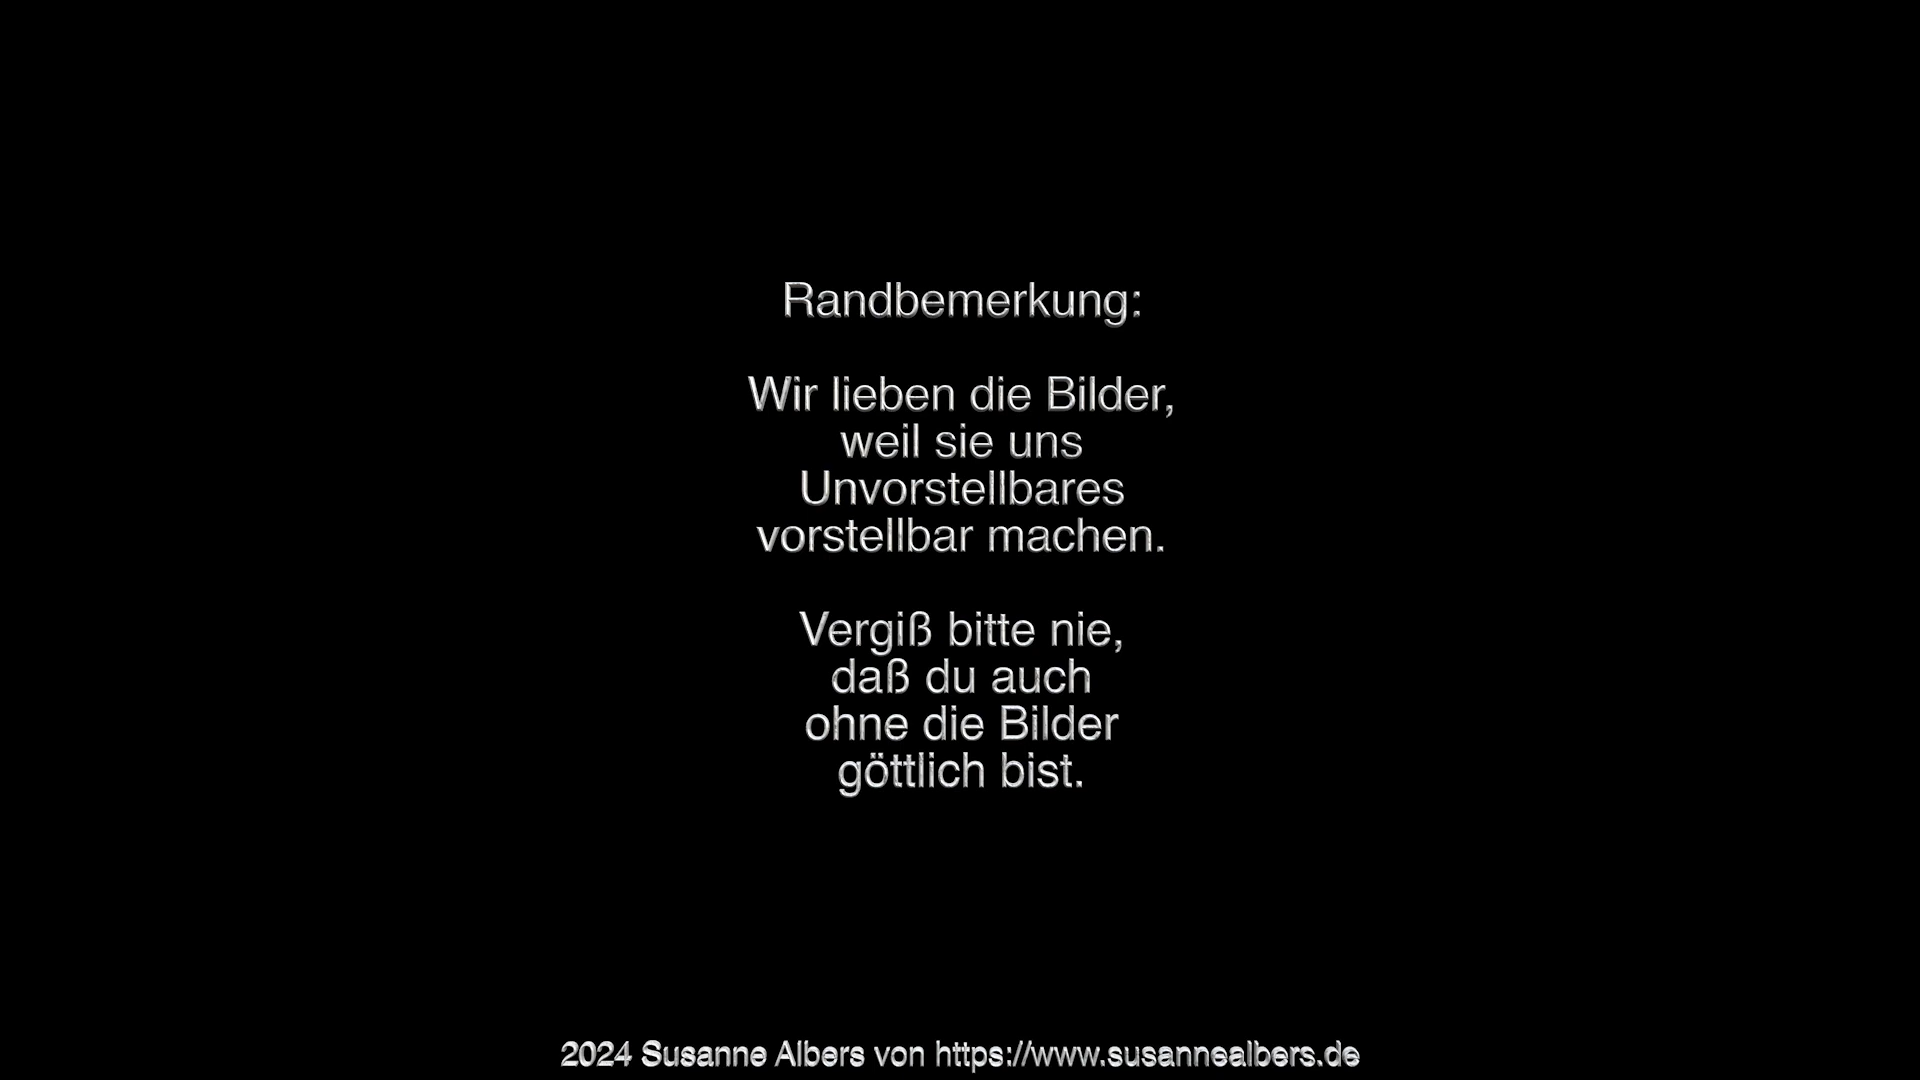 Randbemerkung:
Wir lieben die Bilder,
weil sie uns
Unvorstellbares
vorstellbar machen.
Vergiß bitte nie,
daß du auch
ohne die Bilder
göttlich bist.
2024 Susanne Albers von https://www.susannealbers.de